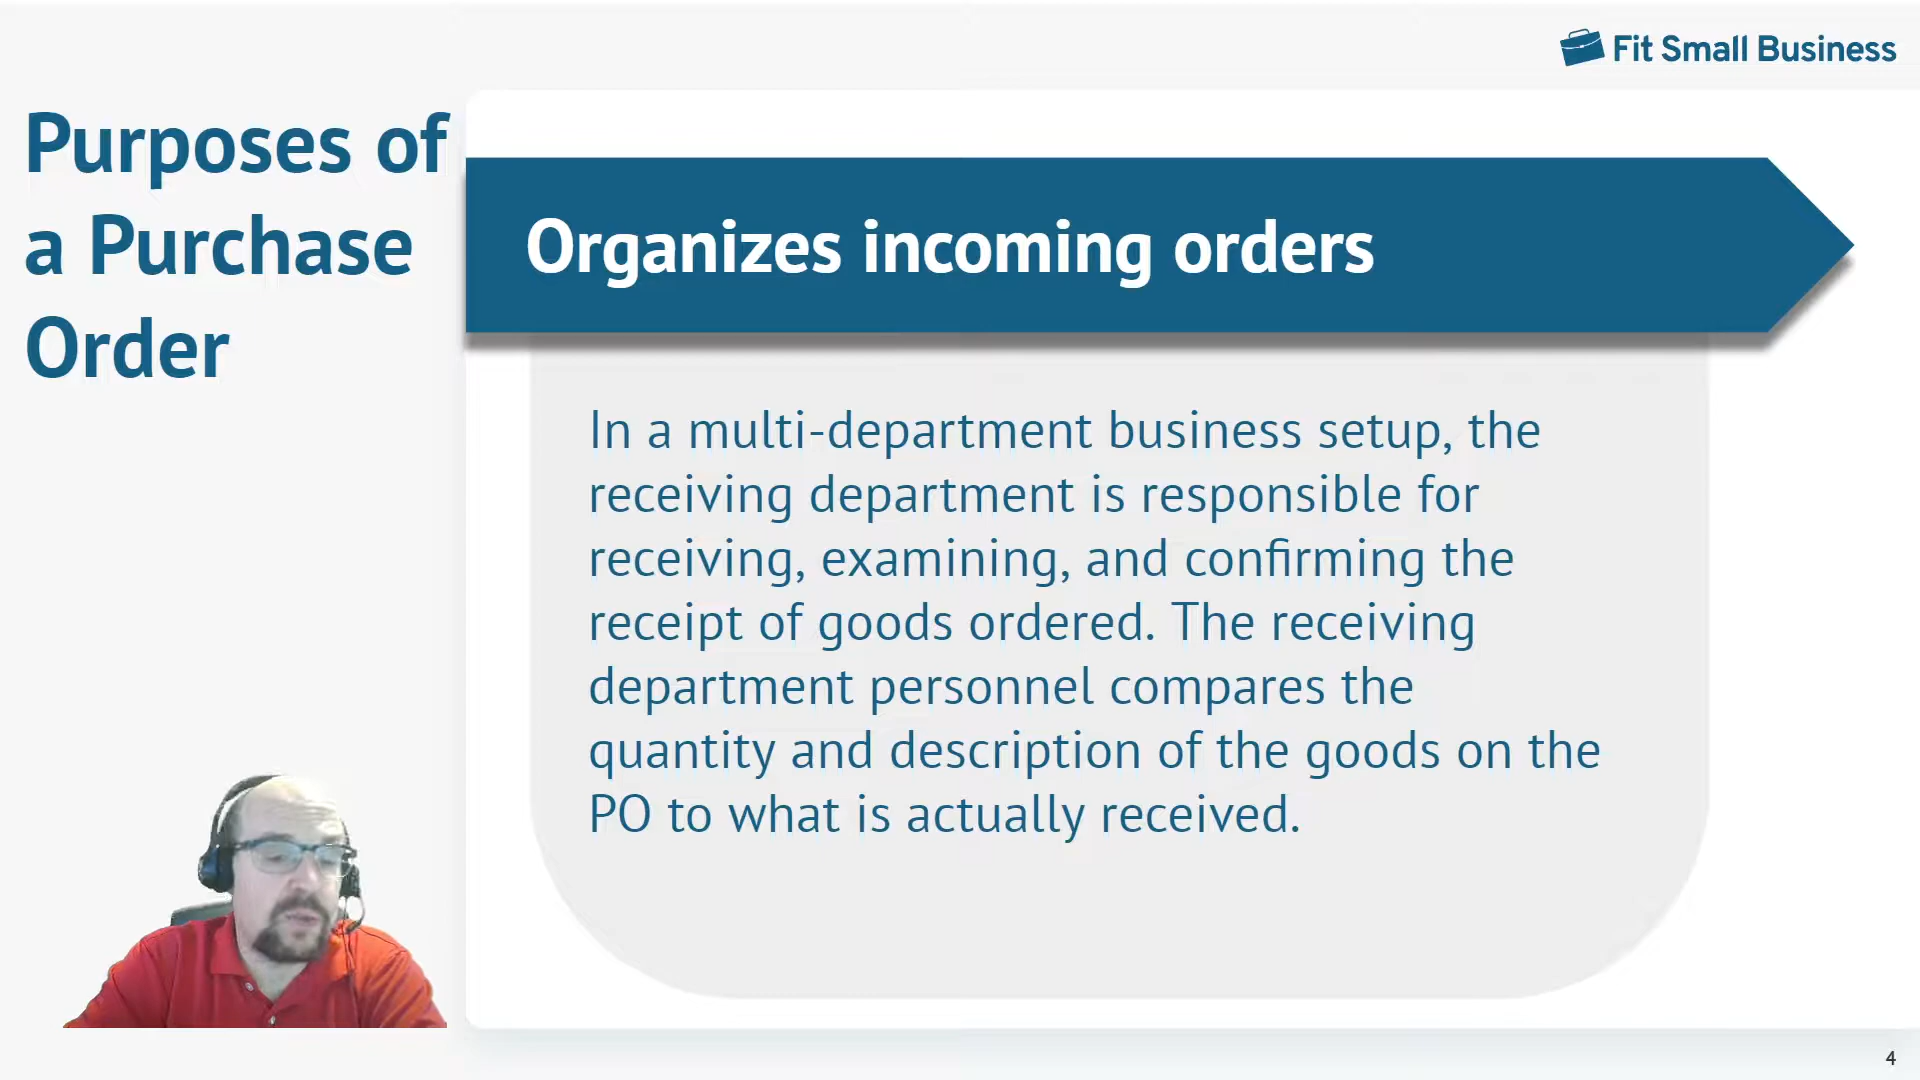 Fit Small Business
Purposes of
a Purchase
Order
Organizes incoming orders
In a multi-department business setup, the
receiving department is responsible for
receiving, examining, and confirming the
receipt of goods ordered. The receiving
department personnel compares the
quantity and description of the goods on the
PO to what is actually received.
4